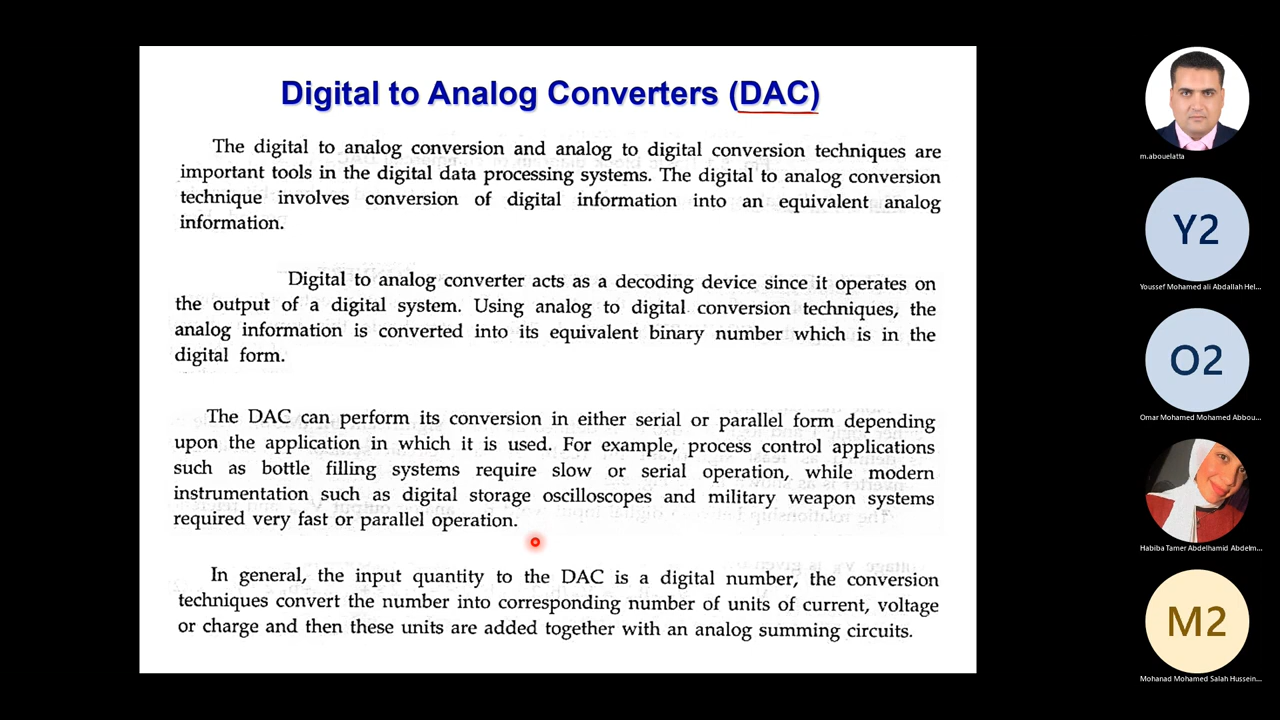 Digital to Analog Converters (DAC)
The digital to analog conversion and analog to digital conversion techniques are
important tools in the digital data processing systems. The digital to analog conversion
technique involves conversion of digital information into an equivalent analog
information.
Digital to analog converter acts as a decoding device since it operates on
the output of a digital system. Using analog to digital conversion techniques, the
analog information is converted into its equivalent binary number which is in the
digital form.
The DAC can perform its conversion in either serial or parallel form depending
upon the application in which it is used. For example, process control applications
such as bottle filling systems require slow or serial operation, while modern
instrumentation such as digital storage oscilloscopes and military weapon systems
required very fast or parallel operation.
In general, the input quantity to the DAC is a digital number, the conversion
techniques convert the number into corresponding number of units of current, voltage
or charge and then these units are added together with an analog summing circuits.
m.abouelatta
Y2
Youssef Mohamed ali Abdallah Hel...
O2
Omar Mohamed Mohamed Abbou...
Habiba Tamer Abdelhamid Abdelm...
M2
Mohanad Mohamed Salah Hussein...